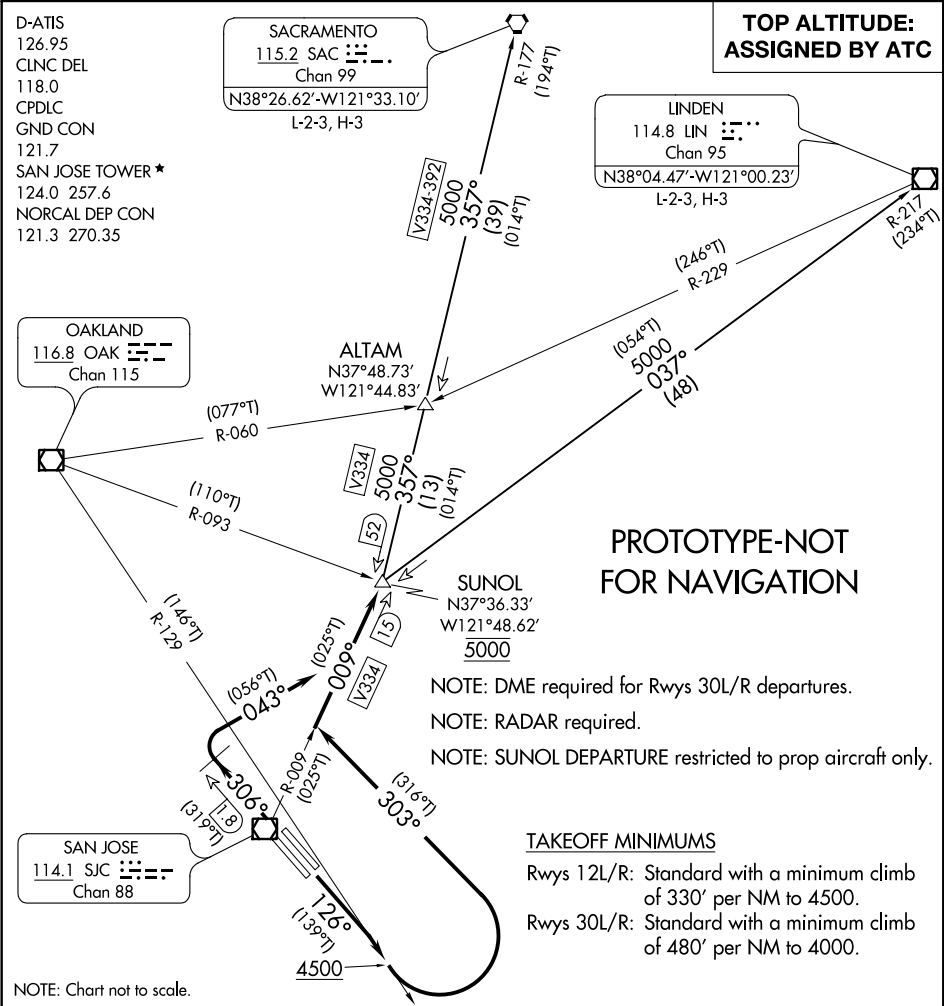 D-ATIS
126.95
CLNC DEL
118.0
CPDLC
GND CON
121.7
SAN JOSE TOWER ★
124.0 257.6
NORCAL DEP CON
121.3 270.35
SACRAMENTO
115.2 SAC
Chan 99
N38°26.62'-W121°33.10'
L-2-3, H-3
R-177
(194°T)
TOP ALTITUDE:
ASSIGNED BY ATC
LINDEN
114.8 LIN
Chan 95
N38°04.47'-W121°00.23'
L-2-3, H-3
R-217
(234°T)
V334-392
5000
357°
(39)
(014°T)
(246°T)
R-229
(054°T)
5000
037°
(48)
OAKLAND
116.8 OAK
Chan 115
ALTAM
N37°48.73'
W121°44.83'
(077°T)
R-060
(110°T)
R-093
V334
5000
357°
(13)
(014°T)
52
PROTOTYPE-NOT
FOR NAVIGATION
SUNOL
N37°36.33'
W121°48.62'
5000
15
(146°T)
R-129
(025°T)
009°
V334
(056°T)
043°
NOTE: DME required for Rwys 30L/R departures.
NOTE: RADAR required.
NOTE: SUNOL DEPARTURE restricted to prop aircraft only.
R-009
(025°T)
306°
(319°T)
1.8
(316°T)
303°
SAN JOSE
114.1 SJC
Chan 88
126°
(139°T)
4500
TAKEOFF MINIMUMS
Rwys 12L/R: Standard with a minimum climb
of 330' per NM to 4500.
Rwys 30L/R: Standard with a minimum climb
of 480' per NM to 4000.
NOTE: Chart not to scale.